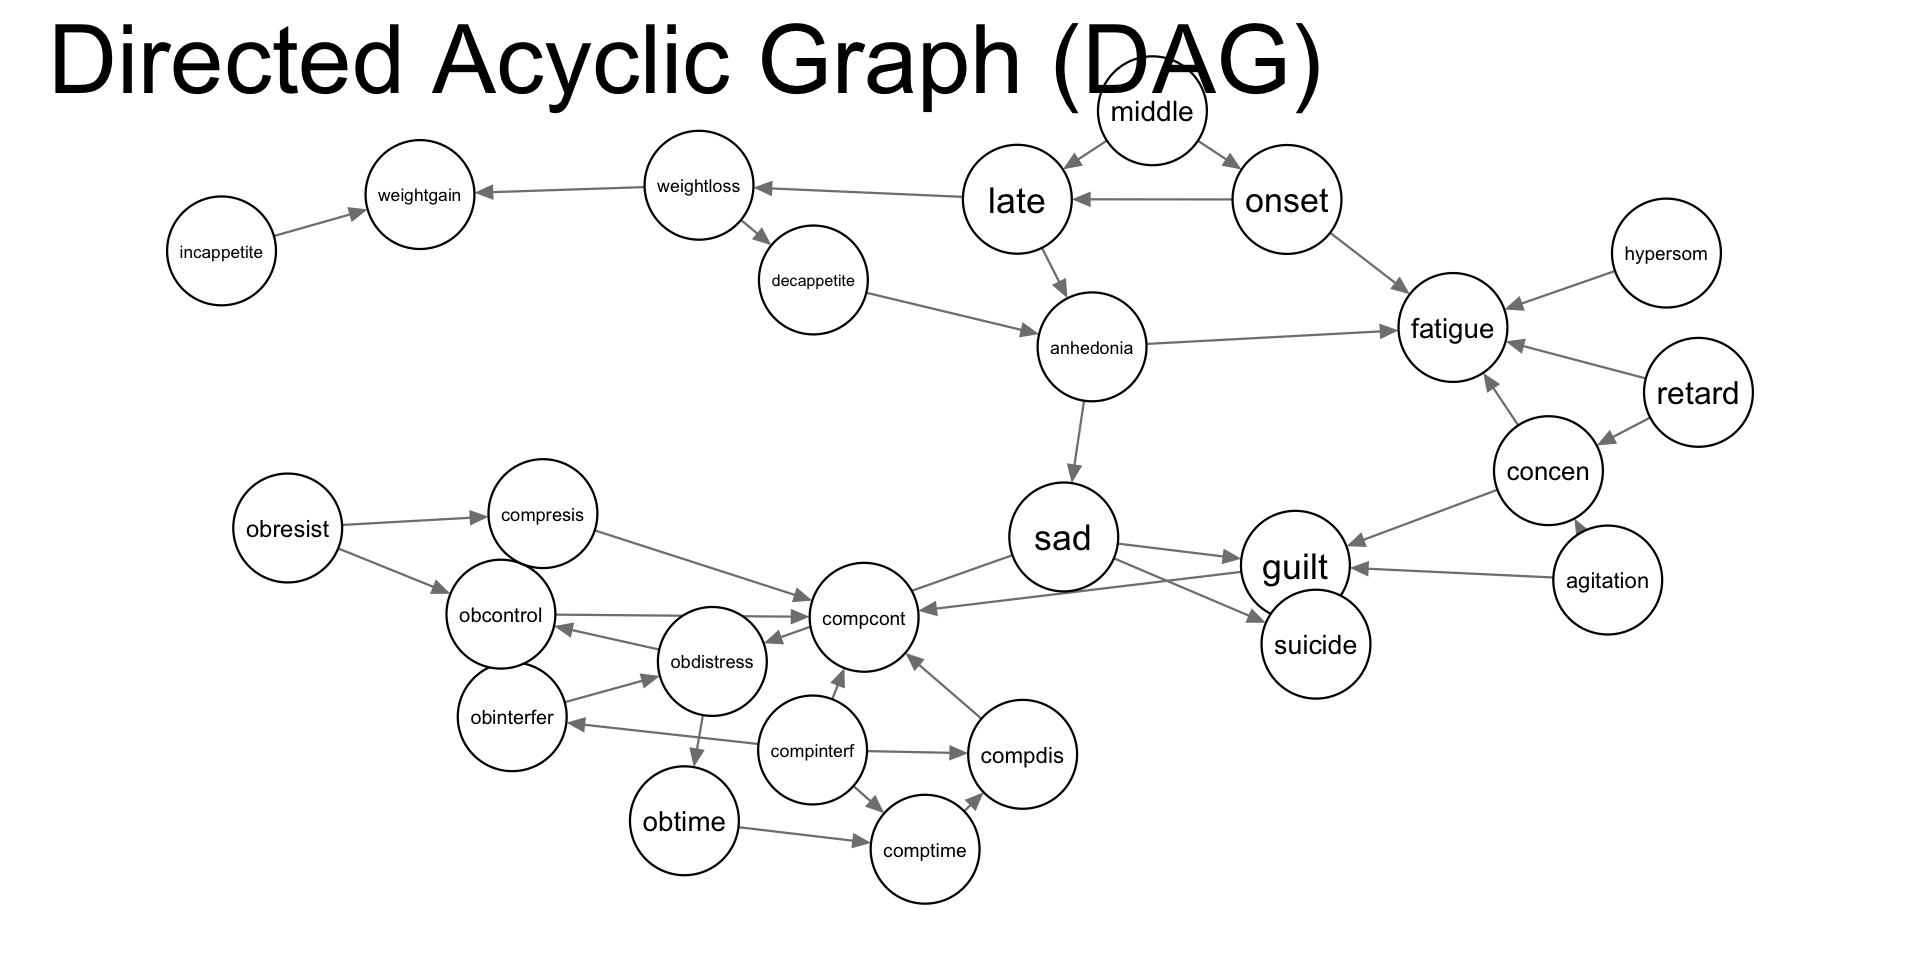 Directed Acyclic Graph (DAG)
middle
weightloss
weightgain
late
onset
incappetite
hypersom
decappetite
fatigue
anhedonia
retard
concen
compresis
obresist
sad
guilt
agitation
obcontrol
compcont
suicide
obdistress
obinterfer
compinterf
compdis
obtime
comptime